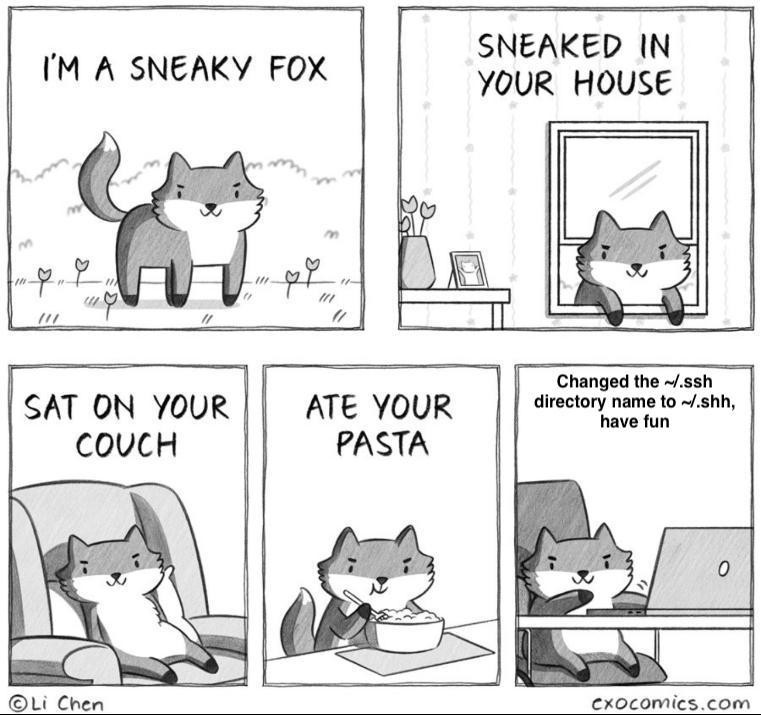 I'M A SNEAKY FOX
SNEAKED IN
YOUR HOUSE
SAT ON YOUR
COUCH
ATE YOUR
PASTA
Changed the ~/.ssh
directory name to ~/.shh,
have fun
©Li Chen
exocomics.com